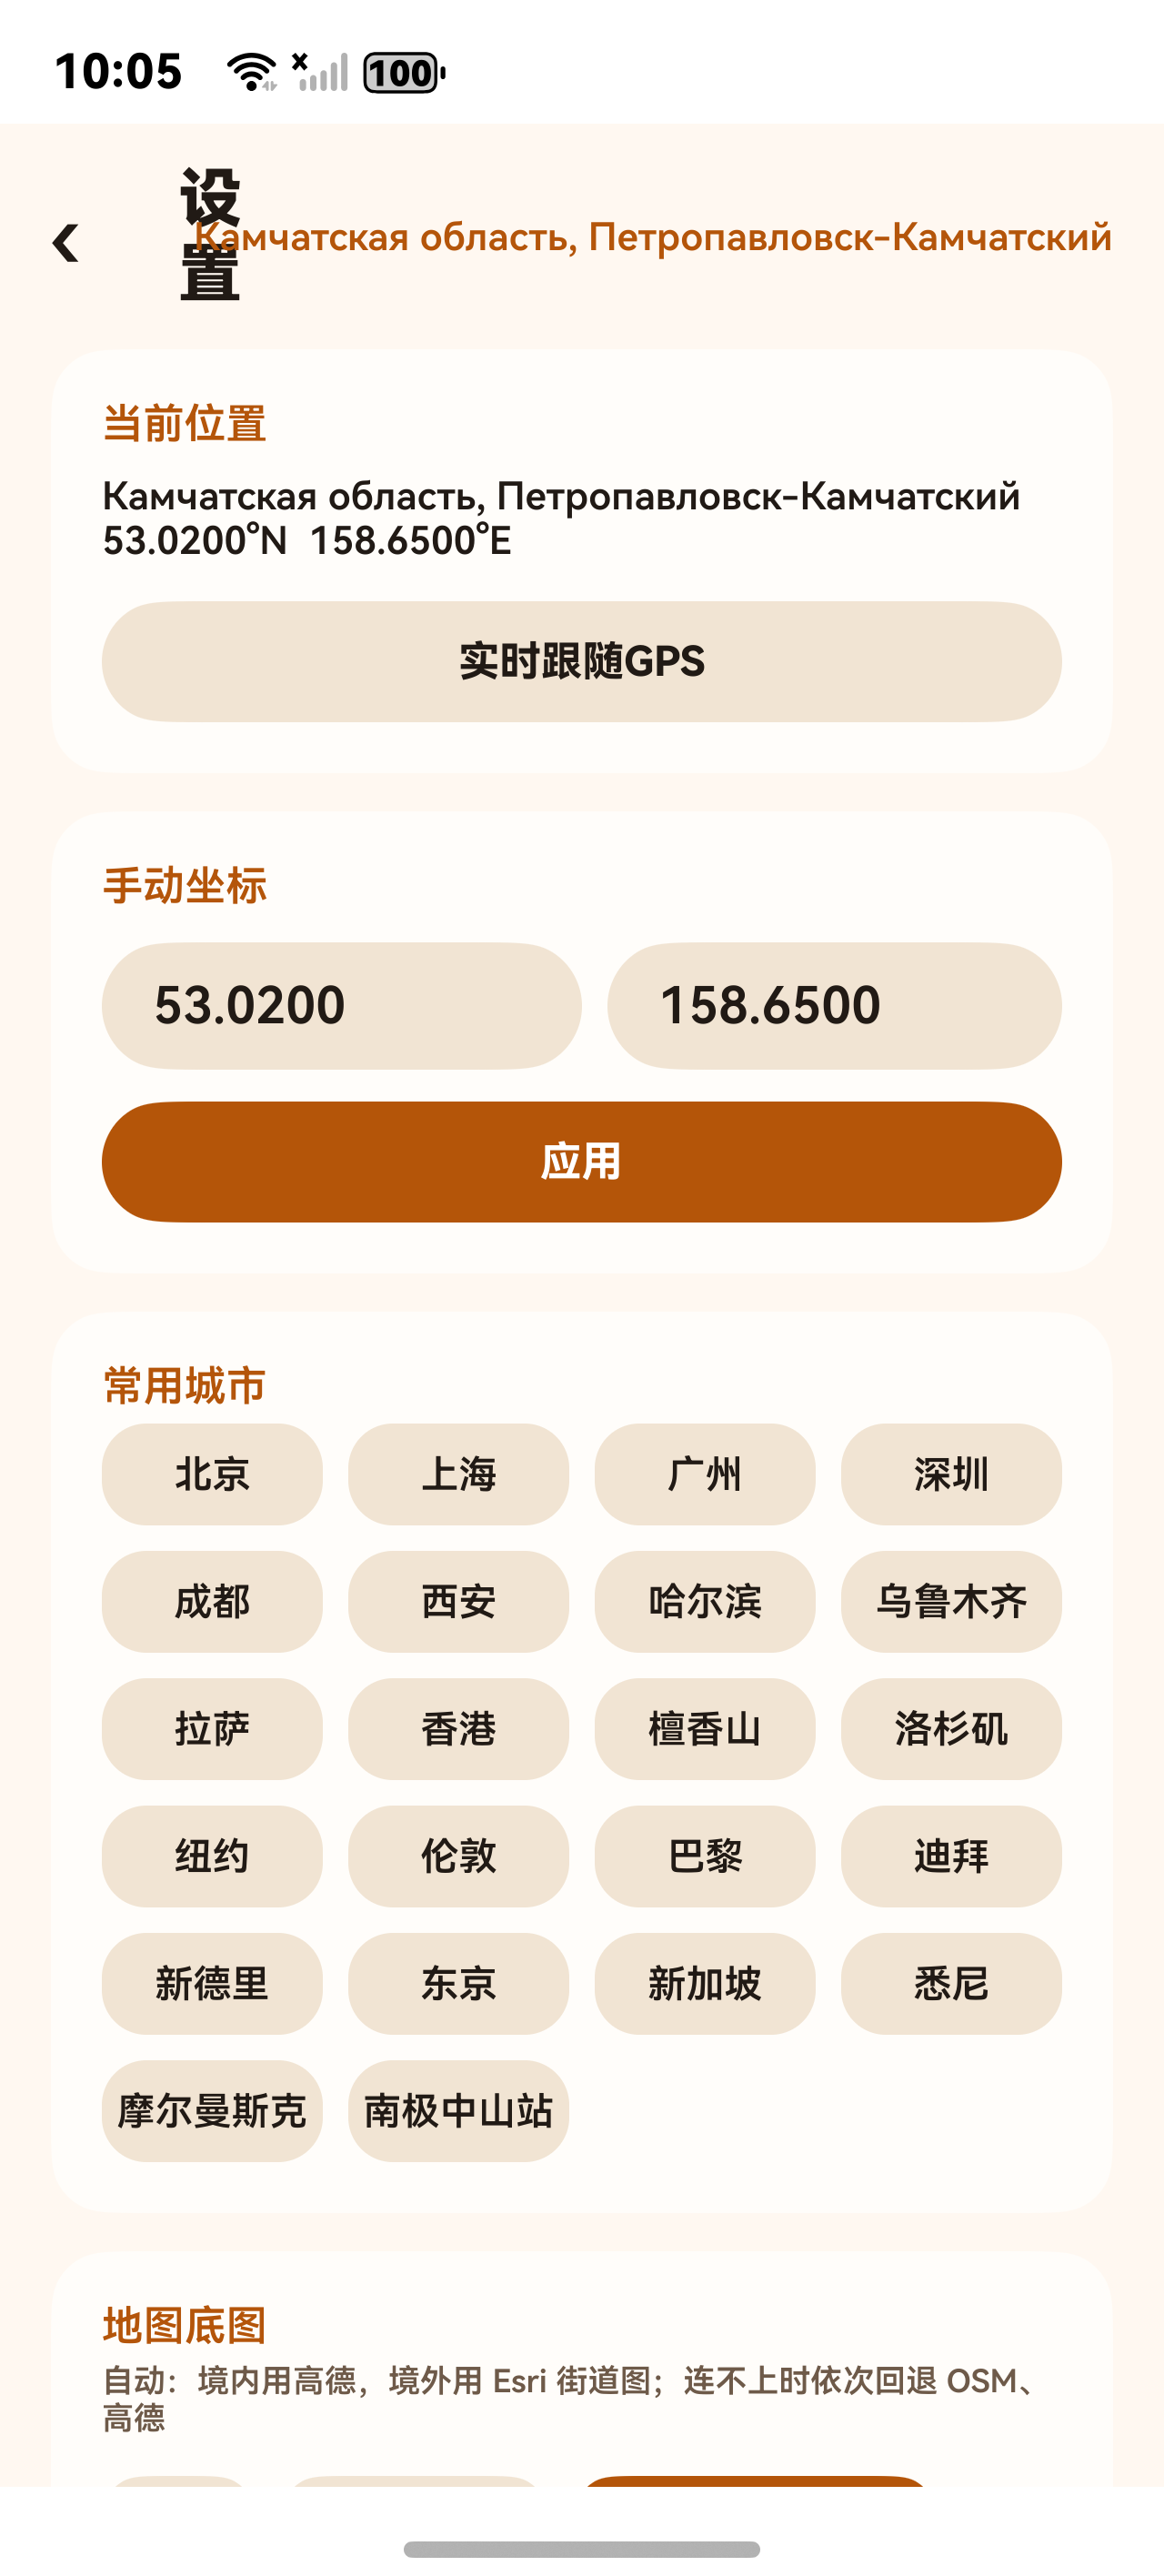 10:05
100
设
置
Камчатская область, Петропавловск-Камчатский
当前位置
Камчатская область, Петропавловск-Камчатский
53.0200°N 158.6500°E
实时跟随GPS
手动坐标
53.0200 158.6500
应用
常用城市
北京 上海 广州 深圳
成都 西安 哈尔滨 乌鲁木齐
拉萨 香港 檀香山 洛杉矶
纽约 伦敦 巴黎 迪拜
新德里 东京 新加坡 悉尼
摩尔曼斯克 南极中山站
地图底图
自动：境内用高德，境外用 Esri 街道图；连不上时依次回退 OSM、
高德